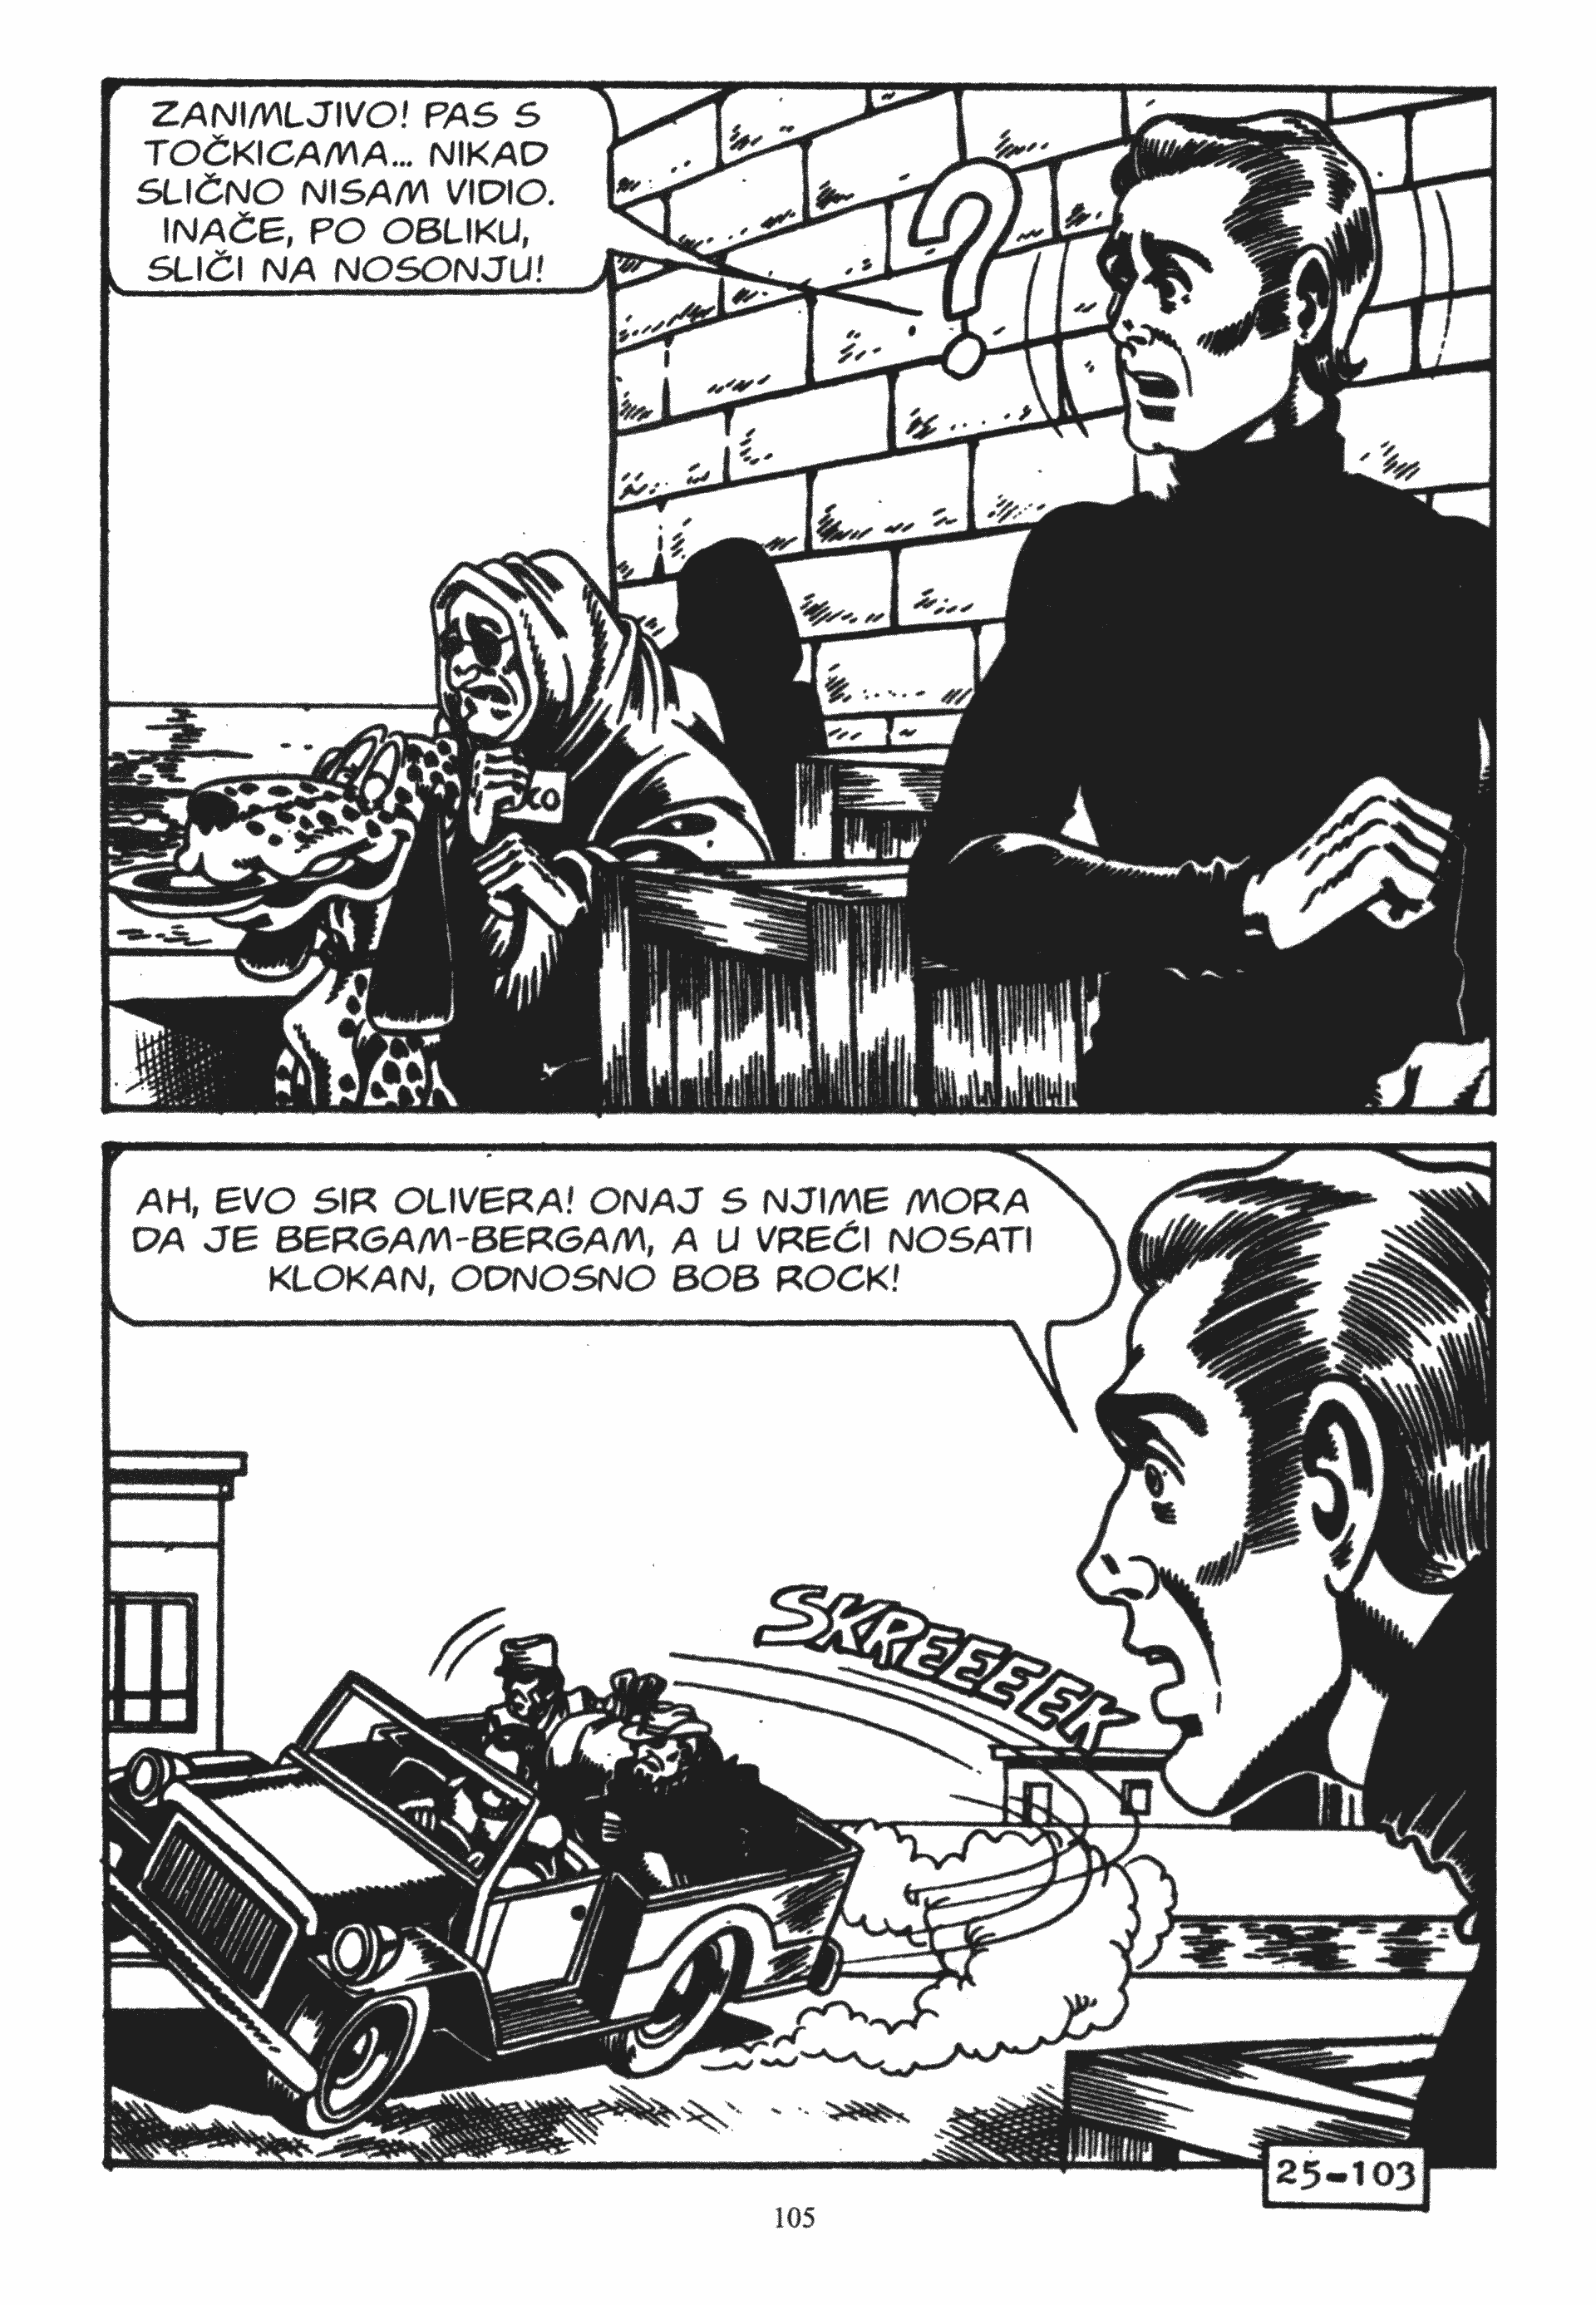 ZANIMLJIVO! PAS S
TOČKICAMA... NIKAD
SLIČNO NISAM VIDIO.
INAČE, PO OBLIKU,
SLIČI NA NOSONJU!
?
CO
AH, EVO SIR OLIVERA! ONAJ S NJIME MORA
DA JE BERGAM-BERGAM, A U VREĆI NOSATI
KLOKAN, ODNOSNO BOB ROCK!
SKREEEEK
25-103
105